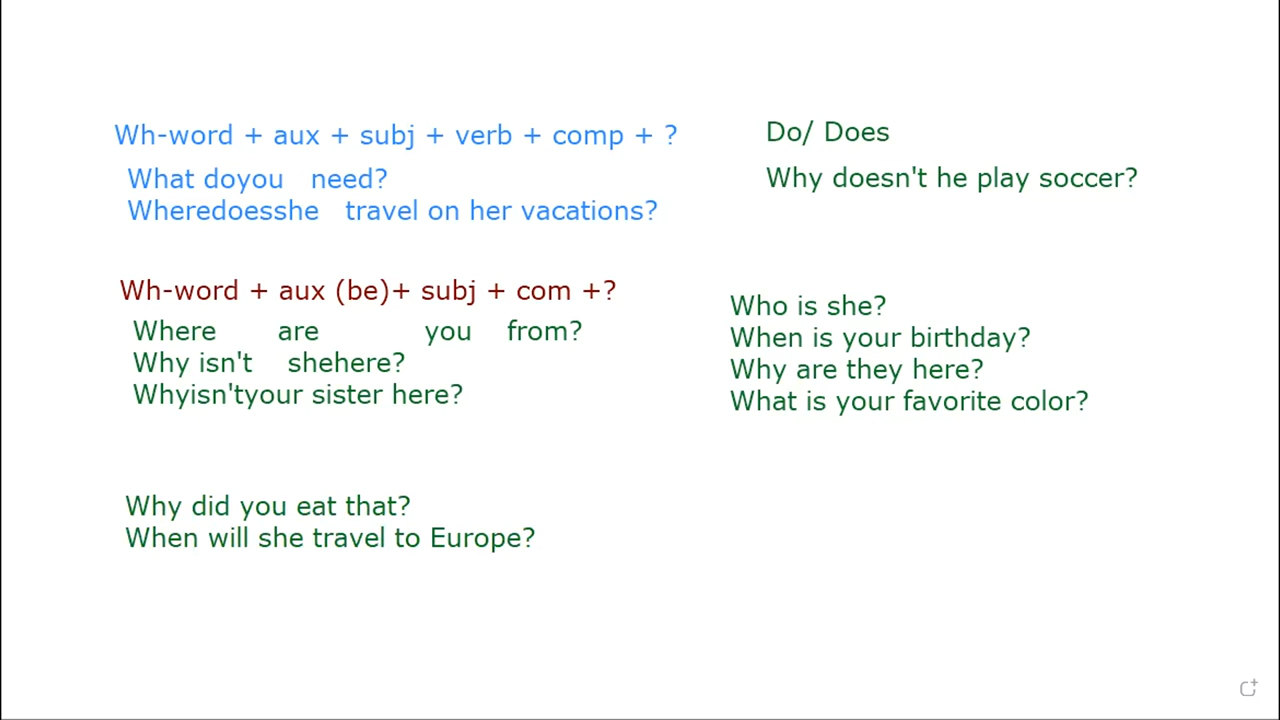 Wh-word + aux + subj + verb + comp + ?
What doyou need?
Wheredoesshe travel on her vacations?
Do/ Does
Why doesn't he play soccer?
Wh-word + aux (be)+ subj + com +?
Where are you from?
Why isn't shehere?
Whyisn'tyour sister here?
Who is she?
When is your birthday?
Why are they here?
What is your favorite color?
Why did you eat that?
When will she travel to Europe?